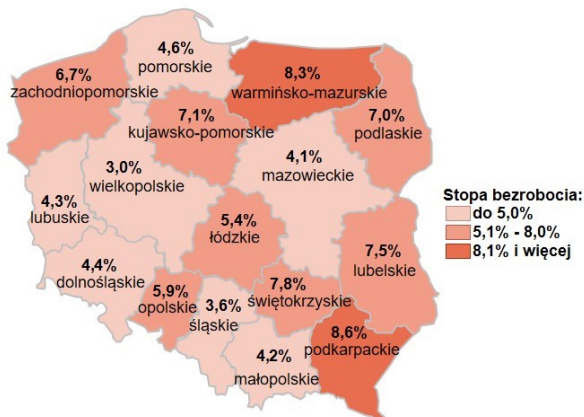 4,6%
pomorskie
6,7%
zachodniopomorskie
8,3%
warmińsko-mazurskie
7,1%
kujawsko-pomorskie
7,0%
podlaskie
3,0%
wielkopolskie
4,1%
mazowieckie
4,3%
lubuskie
5,4%
łódzkie
4,4%
dolnośląskie
7,5%
lubelskie
5,9%
opolskie
3,6%
śląskie
7,8%
świętokrzyskie
4,2%
małopolskie
8,6%
podkarpackie
Stopa bezrobocia:
do 5,0%
5,1% - 8,0%
8,1% i więcej